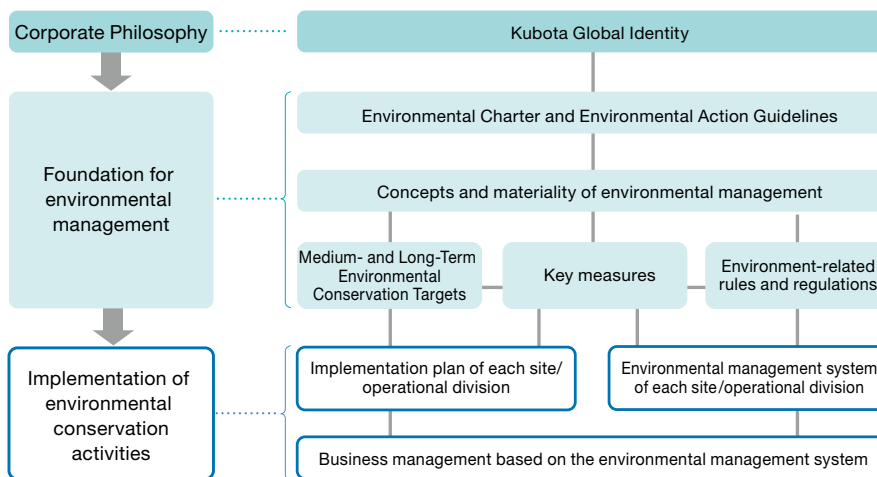 Corporate Philosophy
Kubota Global Identity
Foundation for
environmental
management
Environmental Charter and Environmental Action Guidelines
Concepts and materiality of environmental management
Medium- and Long-Term
Environmental
Conservation Targets
Key measures
Environment-related
rules and regulations
Implementation of
environmental
conservation
activities
Implementation plan of each site/
operational division
Environmental management system
of each site/operational division
Business management based on the environmental management system